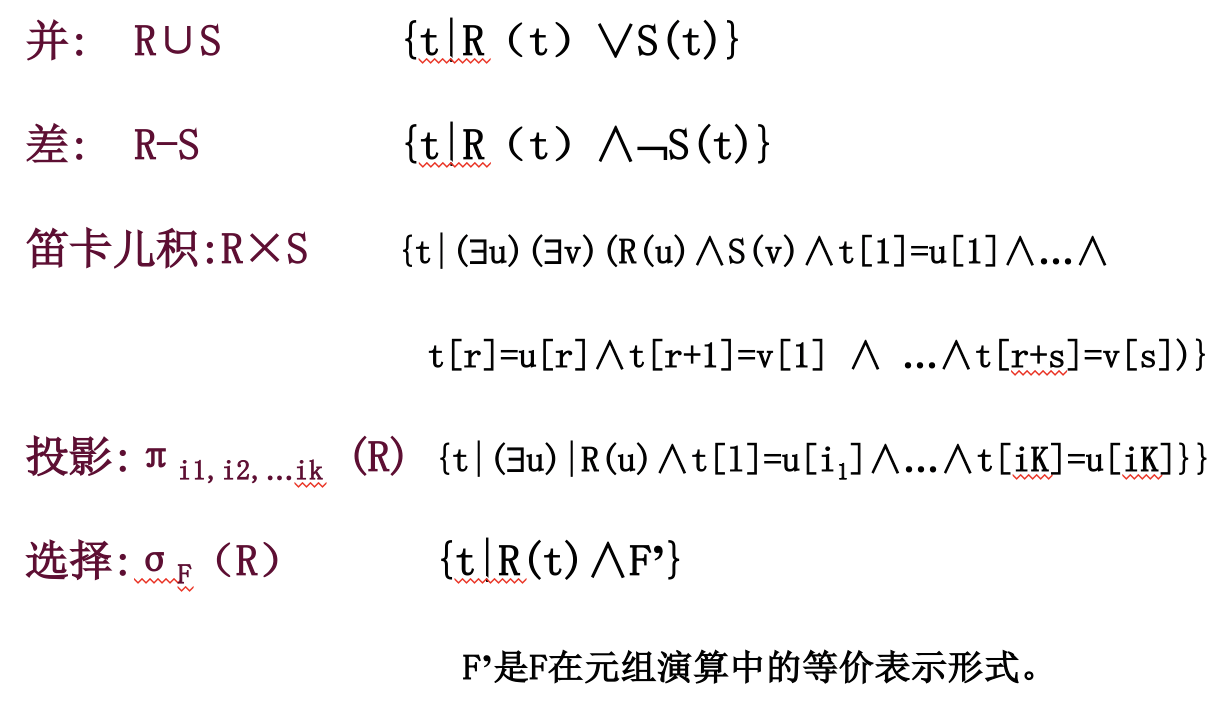 并: R∪S {t|R（t）∨S(t)}
差: R-S {t|R（t）∧¬S(t)}
笛卡儿积:R×S {t|(∃u)(∃v)(R(u)∧S(v)∧t[1]=u[1]∧…∧
t[r]=u[r]∧t[r+1]=v[1] ∧ …∧t[r+s]=v[s])}
投影:π i1,i2,…ik (R) {t|(∃u)|R(u)∧t[1]=u[i1]∧…∧t[iK]=u[iK]}}
选择:σF（R） {t|R(t)∧F’}
F’是F在元组演算中的等价表示形式。